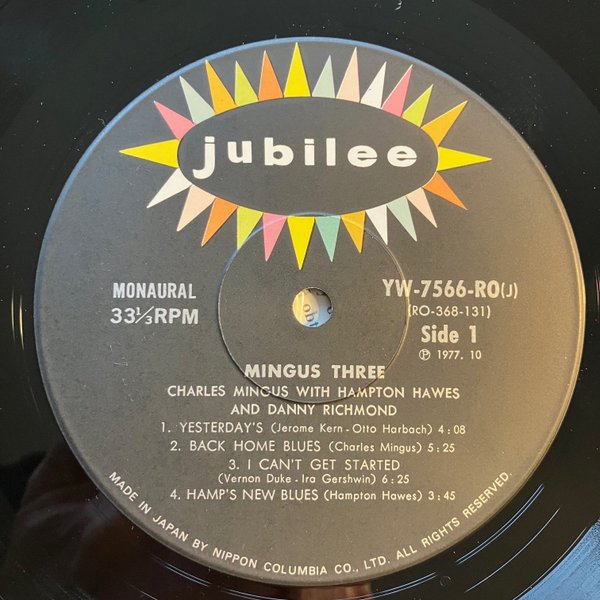 jubilee
MONAURAL
33⅓RPM
YW-7566-RO(J)
(RO-368-131)
Side 1
Ⓟ 1977. 10
MINGUS THREE
CHARLES MINGUS WITH HAMPTON HAWES
AND DANNY RICHMOND
1. YESTERDAY'S (Jerome Kern - Otto Harbach) 4:08
2. BACK HOME BLUES (Charles Mingus) 5:25
3. I CAN'T GET STARTED
(Vernon Duke - Ira Gershwin) 6:25
4. HAMP'S NEW BLUES (Hampton Hawes) 3:45
MADE IN JAPAN BY NIPPON COLUMBIA CO., LTD. ALL RIGHTS RESERVED.